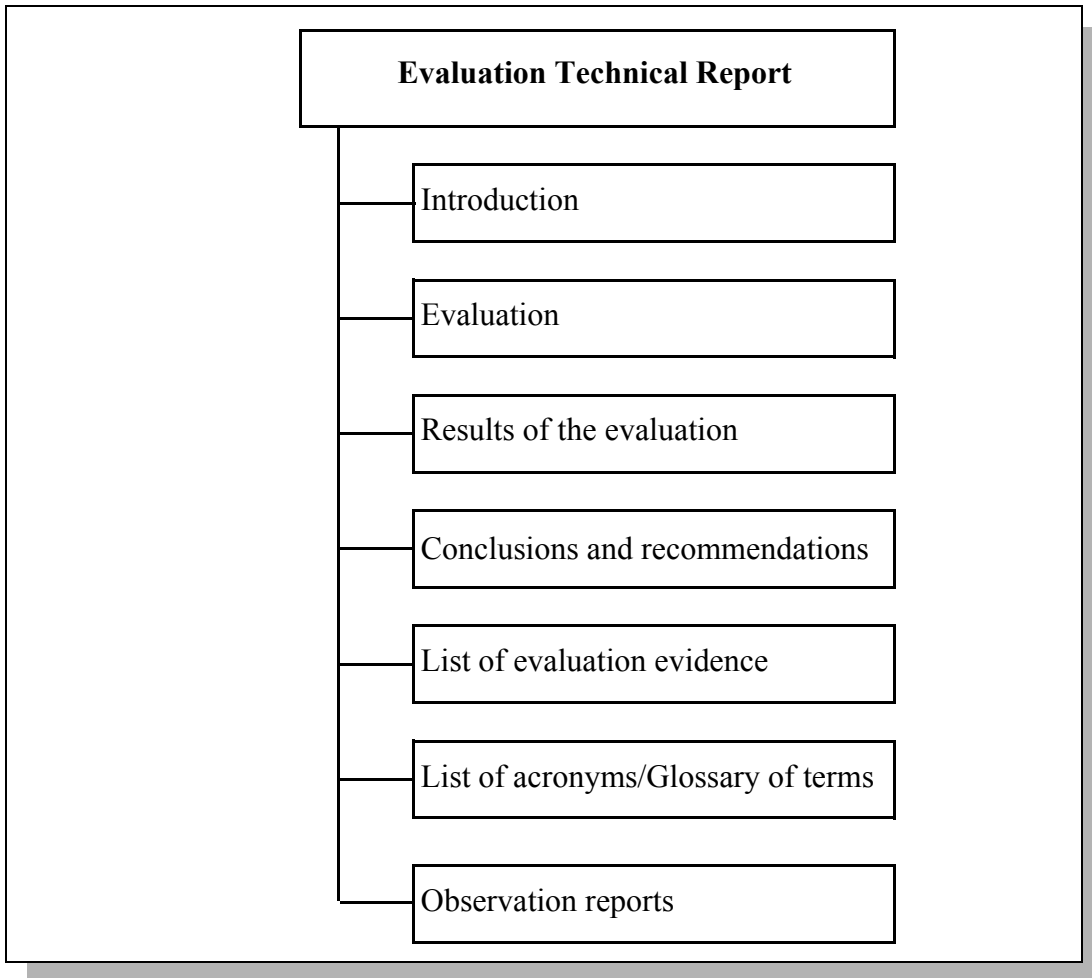 Evaluation Technical Report
Introduction
Evaluation
Results of the evaluation
Conclusions and recommendations
List of evaluation evidence
List of acronyms/Glossary of terms
Observation reports